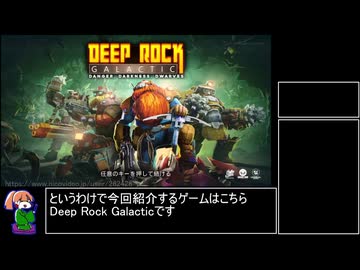 DEEP ROCK
GALACTIC
DANGER. DARKNESS. DWARVES.
任意のキーを押して続ける
というわけで今回紹介するゲームはこちら
Deep Rock Galacticです